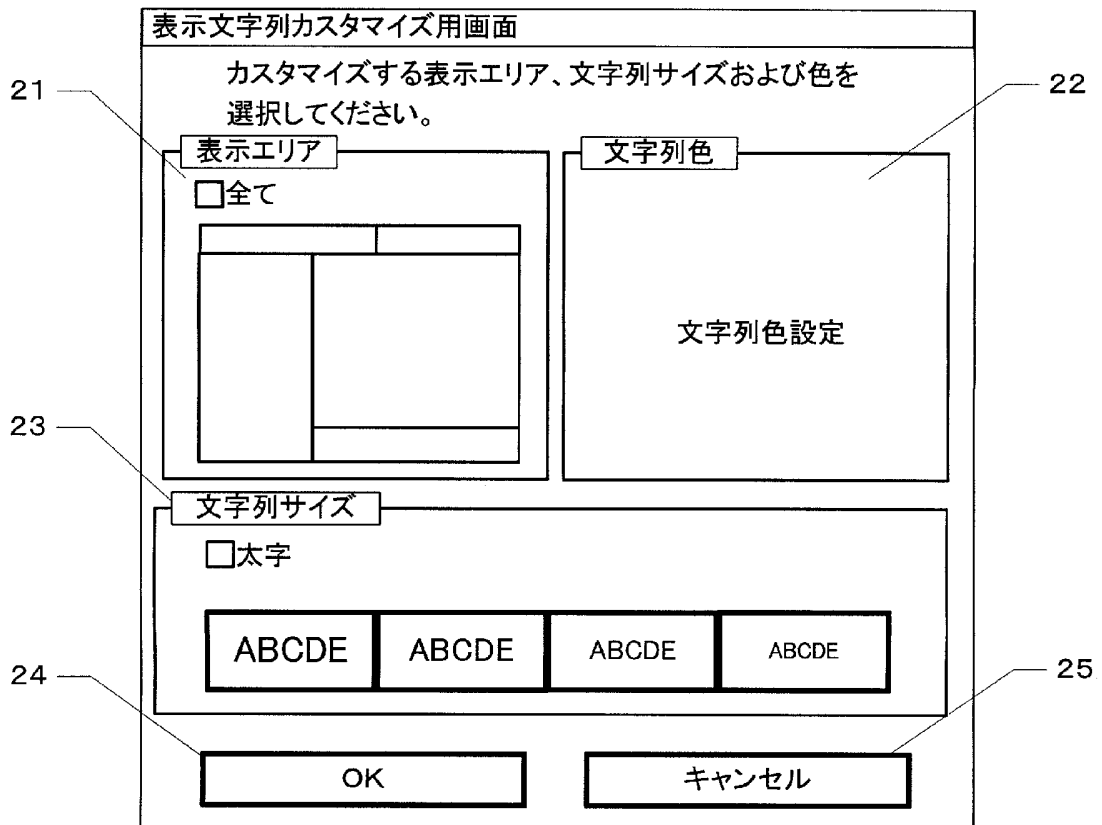 表示文字列カスタマイズ用画面
カスタマイズする表示エリア、文字列サイズおよび色を
選択してください。
21
22
表示エリア
文字列色
全て
文字列色設定
23
文字列サイズ
太字
ABCDE ABCDE ABCDE ABCDE
24
25
OK
キャンセル